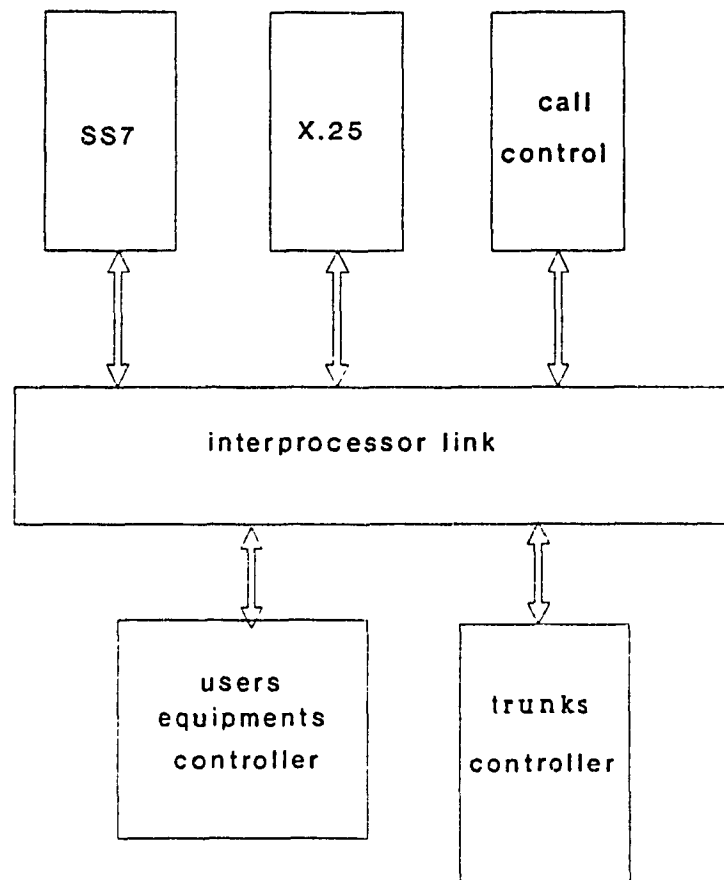 SS7
X.25
call
control
interprocessor link
users
equipments
controller
trunks
controller